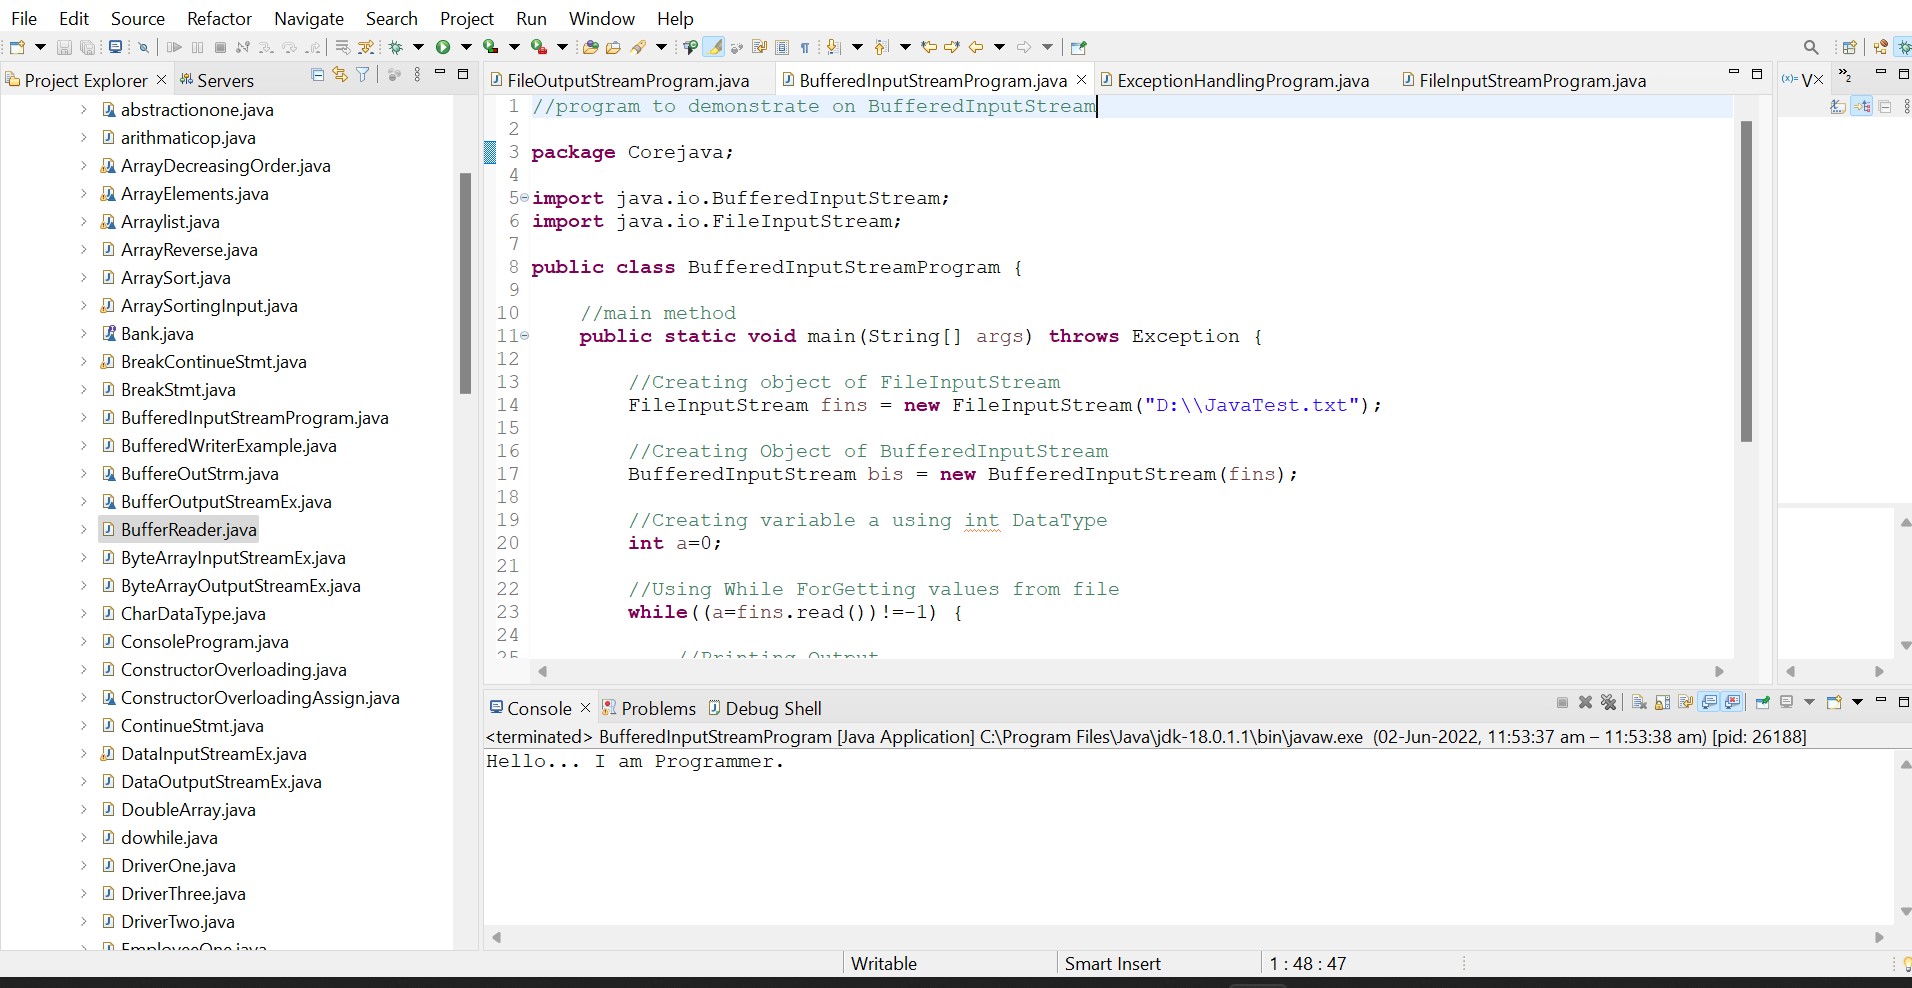 File Edit Source Refactor Navigate Search Project Run Window Help
Project Explorer
Servers
abstractionone.java
arithmaticop.java
ArrayDecreasingOrder.java
ArrayElements.java
Arraylist.java
ArrayReverse.java
ArraySort.java
ArraySortingInput.java
Bank.java
BreakContinueStmt.java
BreakStmt.java
BufferedInputStreamProgram.java
BufferedWriterExample.java
BuffereOutStrm.java
BufferOutputStreamEx.java
BufferReader.java
ByteArrayInputStreamEx.java
ByteArrayOutputStreamEx.java
CharDataType.java
ConsoleProgram.java
ConstructorOverloading.java
ConstructorOverloadingAssign.java
ContinueStmt.java
DataInputStreamEx.java
DataOutputStreamEx.java
DoubleArray.java
dowhile.java
DriverOne.java
DriverThree.java
DriverTwo.java
EmployeeOne.java
FileOutputStreamProgram.java BufferedInputStreamProgram.java ExceptionHandlingProgram.java FileInputStreamProgram.java
1 //program to demonstrate on BufferedInputStream
2
3 package Corejava;
4
5 import java.io.BufferedInputStream;
6 import java.io.FileInputStream;
7
8 public class BufferedInputStreamProgram {
9
10 //main method
11 public static void main(String[] args) throws Exception {
12
13 //Creating object of FileInputStream
14 FileInputStream fins = new FileInputStream("D:\\JavaTest.txt");
15
16 //Creating Object of BufferedInputStream
17 BufferedInputStream bis = new BufferedInputStream(fins);
18
19 //Creating variable a using int DataType
20 int a=0;
21
22 //Using While ForGetting values from file
23 while((a=fins.read())!=-1) {
24
25 //Printing Output
(x)= V
»2
Console Problems Debug Shell
<terminated> BufferedInputStreamProgram [Java Application] C:\Program Files\Java\jdk-18.0.1.1\bin\javaw.exe (02-Jun-2022, 11:53:37 am – 11:53:38 am) [pid: 26188]
Hello... I am Programmer.
Writable Smart Insert 1 : 48 : 47